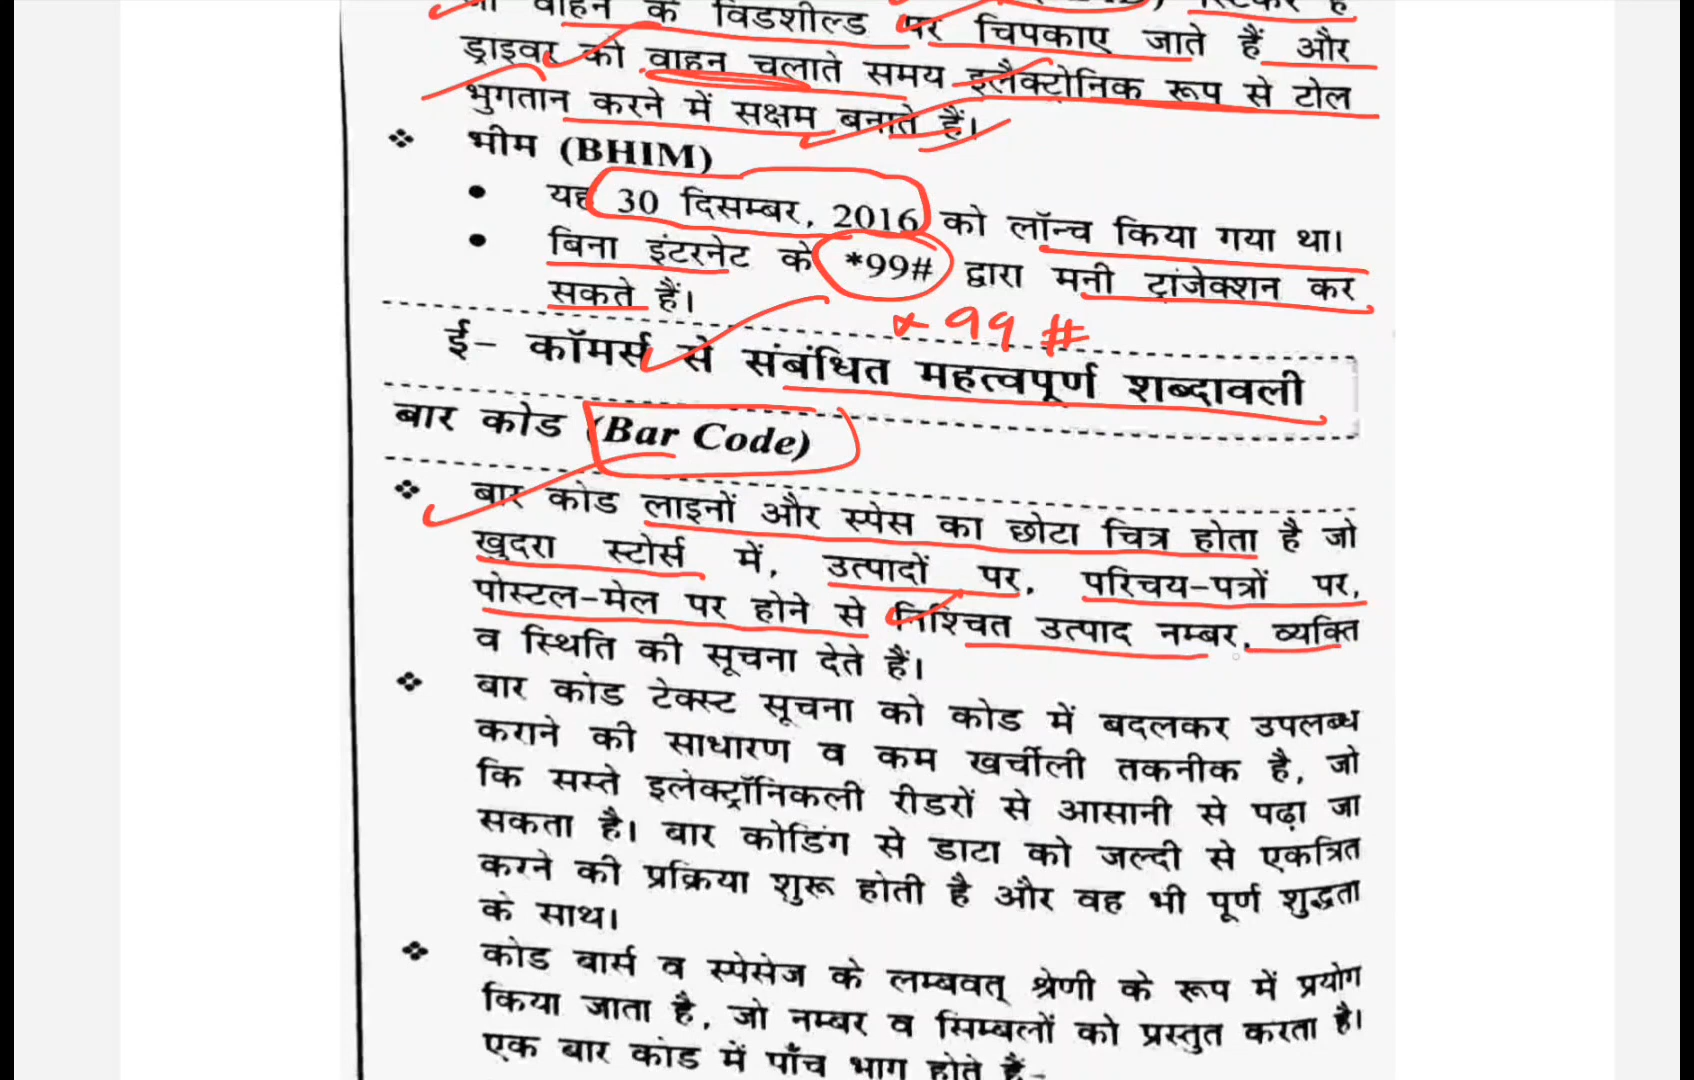 वाहन के विडशील्ड पर चिपकाए जाते हैं और
ड्राइवर को वाहन चलाते समय इलैक्ट्रोनिक रूप से टोल
भुगतान करने में सक्षम बनाते हैं।
❖ भीम (BHIM)
• यह 30 दिसम्बर, 2016 को लॉन्च किया गया था।
• बिना इंटरनेट के *99# द्वारा मनी ट्रांजेक्शन कर
सकते हैं।
* 99 #
ई- कॉमर्स से संबंधित महत्वपूर्ण शब्दावली
बार कोड (Bar Code)
❖ बार कोड लाइनों और स्पेस का छोटा चित्र होता है जो
खुदरा स्टोर्स में, उत्पादों पर, परिचय-पत्रों पर,
पोस्टल-मेल पर होने से निश्चित उत्पाद नम्बर, व्यक्ति
व स्थिति की सूचना देते हैं।
❖ बार कोड टेक्स्ट सूचना को कोड में बदलकर उपलब्ध
कराने की साधारण व कम खर्चीली तकनीक है, जो
कि सस्ते इलेक्ट्रॉनिकली रीडरों से आसानी से पढ़ा जा
सकता है। बार कोडिंग से डाटा को जल्दी से एकत्रित
करने की प्रक्रिया शुरू होती है और वह भी पूर्ण शुद्धता
के साथ।
❖ कोड बार्स व स्पेसेज के लम्बवत् श्रेणी के रूप में प्रयोग
किया जाता है, जो नम्बर व सिम्बलों को प्रस्तुत करता है।
एक बार कोड में पाँच भाग होते हैं-